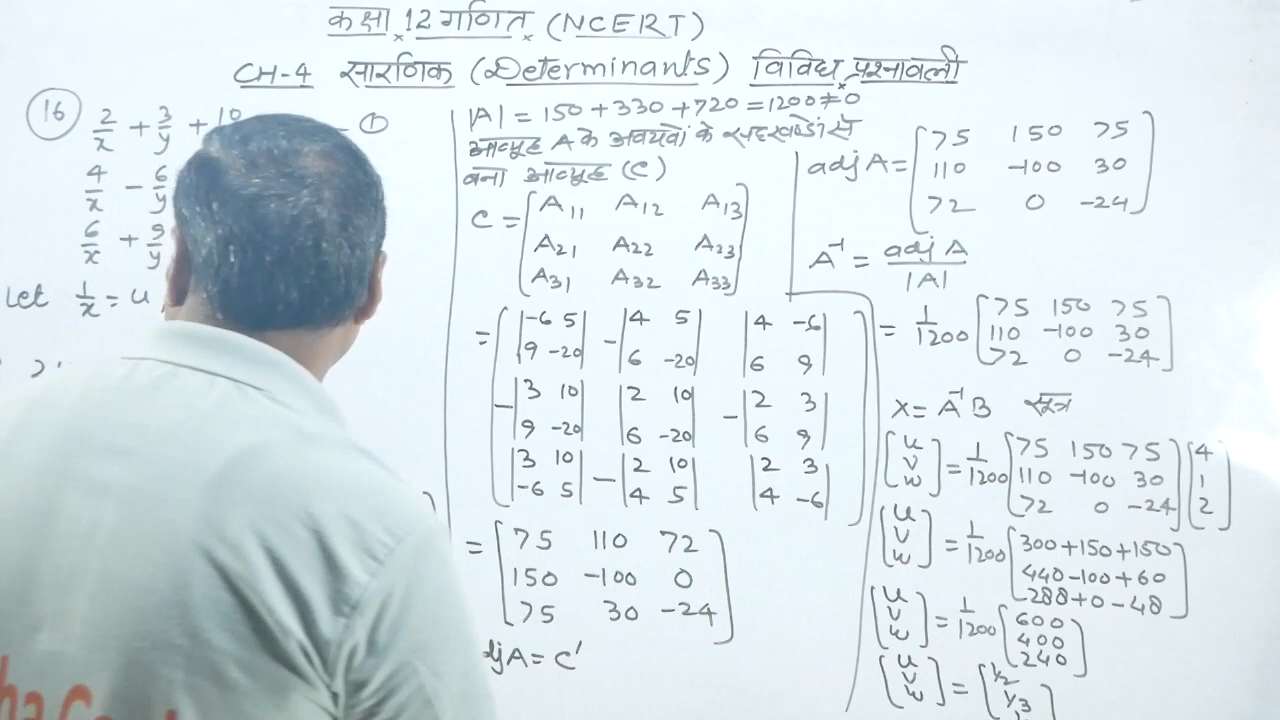 कक्षा 12 गणित (NCERT)
CH-4 सारणिक (Determinants) विविध प्रश्नावली
16
2/x + 3/y + 10 — ①
4/x - 6/y
6/x + 9/y
Let 1/x = u
|A| = 150 + 330 + 720 = 1200 ≠ 0
आव्यूह A के अवयवों के सहखण्डों से
बना आव्यूह (C)
C = [A11 A12 A13
A21 A22 A23
A31 A32 A33]
= [|-6 5| -|4 5| |4 -6|
|9 -20| |6 -20| |6 9|
-|3 10| |2 10| -|2 3|
|9 -20| |6 -20| |6 9|
|3 10| -|2 10| |2 3|
|-6 5| |4 5| |4 -6|]
= [75 110 72
150 -100 0
75 30 -24]
djA = C'
adj A = [75 150 75
110 -100 30
72 0 -24]
A⁻¹ = adj A / |A|
= 1/1200 [75 150 75
110 -100 30
72 0 -24]
X = A⁻¹B सूत्र
[u v w] = 1/1200 [75 150 75
110 -100 30
72 0 -24] [4 1 2]
[u v w] = 1/1200 [300+150+150
440-100+60
288+0-48]
[u v w] = 1/1200 [600
400
240]
[u v w] = [1/2
1/3